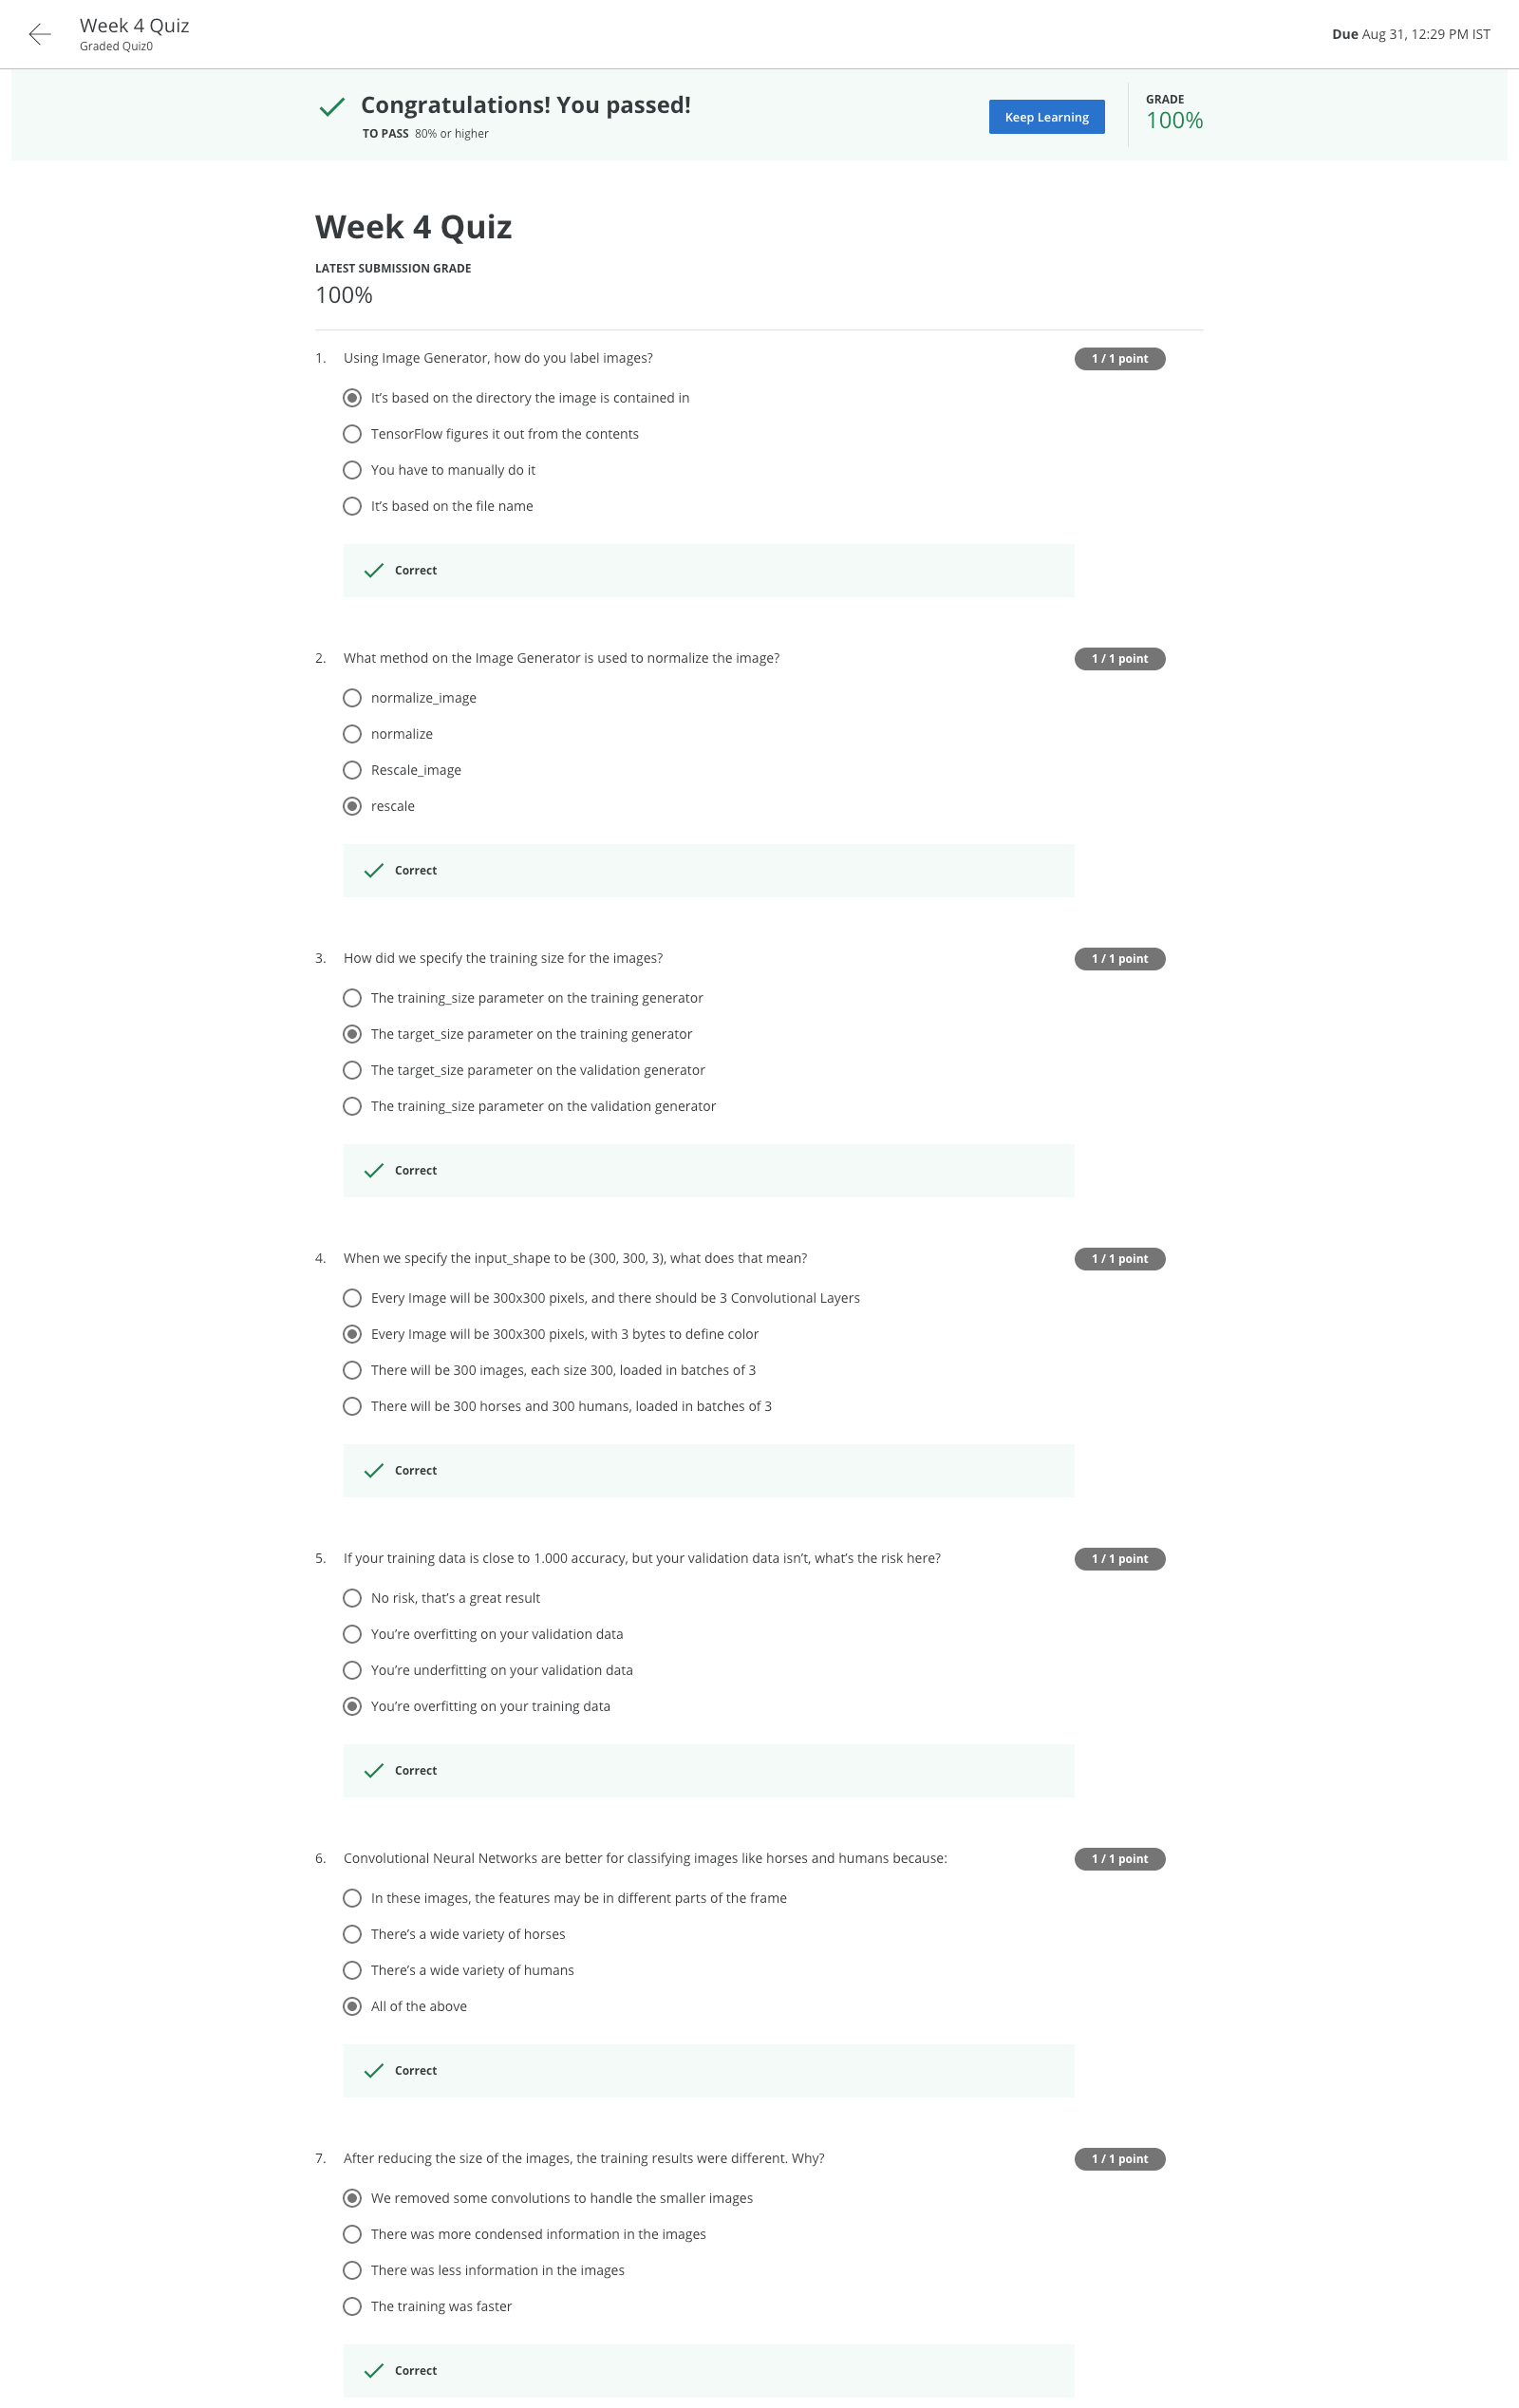 Week 4 Quiz
Graded Quiz0
Due Aug 31, 12:29 PM IST
Congratulations! You passed!
TO PASS 80% or higher
Keep Learning
GRADE
100%
Week 4 Quiz
LATEST SUBMISSION GRADE
100%
1. Using Image Generator, how do you label images?
1 / 1 point
It’s based on the directory the image is contained in
TensorFlow figures it out from the contents
You have to manually do it
It’s based on the file name
Correct
2. What method on the Image Generator is used to normalize the image?
1 / 1 point
normalize_image
normalize
Rescale_image
rescale
Correct
3. How did we specify the training size for the images?
1 / 1 point
The training_size parameter on the training generator
The target_size parameter on the training generator
The target_size parameter on the validation generator
The training_size parameter on the validation generator
Correct
4. When we specify the input_shape to be (300, 300, 3), what does that mean?
1 / 1 point
Every Image will be 300x300 pixels, and there should be 3 Convolutional Layers
Every Image will be 300x300 pixels, with 3 bytes to define color
There will be 300 images, each size 300, loaded in batches of 3
There will be 300 horses and 300 humans, loaded in batches of 3
Correct
5. If your training data is close to 1.000 accuracy, but your validation data isn’t, what’s the risk here?
1 / 1 point
No risk, that’s a great result
You’re overfitting on your validation data
You’re underfitting on your validation data
You’re overfitting on your training data
Correct
6. Convolutional Neural Networks are better for classifying images like horses and humans because:
1 / 1 point
In these images, the features may be in different parts of the frame
There’s a wide variety of horses
There’s a wide variety of humans
All of the above
Correct
7. After reducing the size of the images, the training results were different. Why?
1 / 1 point
We removed some convolutions to handle the smaller images
There was more condensed information in the images
There was less information in the images
The training was faster
Correct